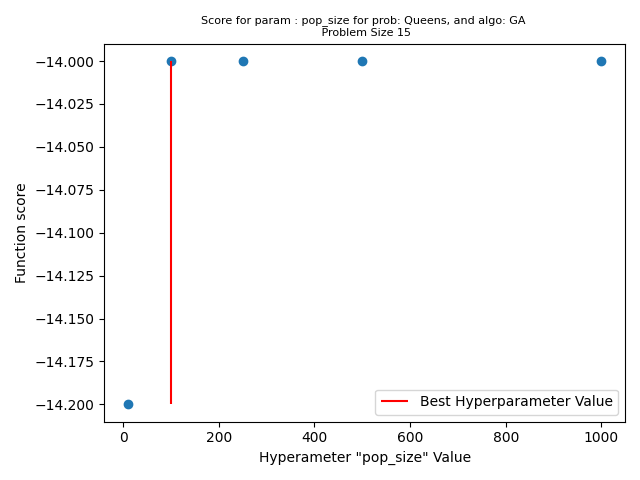 Score for param : pop_size for prob: Queens, and algo: GA
Problem Size 15
Function score
−14.000
−14.025
−14.050
−14.075
−14.100
−14.125
−14.150
−14.175
−14.200
Best Hyperparameter Value
0 200 400 600 800 1000
Hyperameter "pop_size" Value